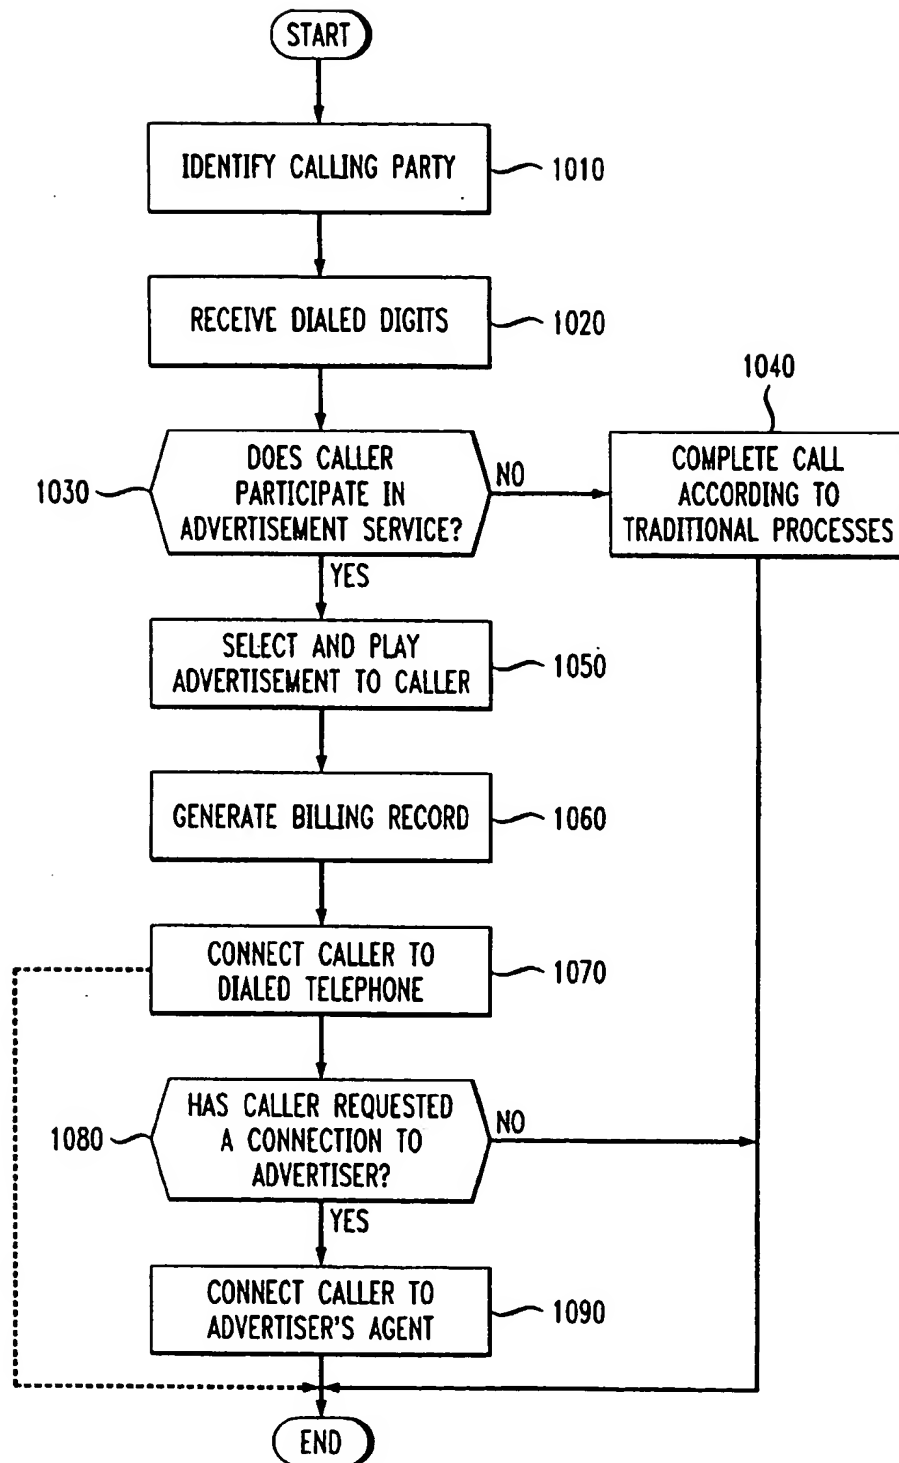 START
IDENTIFY CALLING PARTY
1010
RECEIVE DIALED DIGITS
1020
1040
DOES CALLER
PARTICIPATE IN
ADVERTISEMENT SERVICE?
1030
NO
COMPLETE CALL
ACCORDING TO
TRADITIONAL PROCESSES
YES
SELECT AND PLAY
ADVERTISEMENT TO CALLER
1050
GENERATE BILLING RECORD
1060
CONNECT CALLER TO
DIALED TELEPHONE
1070
HAS CALLER REQUESTED
A CONNECTION TO
ADVERTISER?
1080
NO
YES
CONNECT CALLER TO
ADVERTISER'S AGENT
1090
END